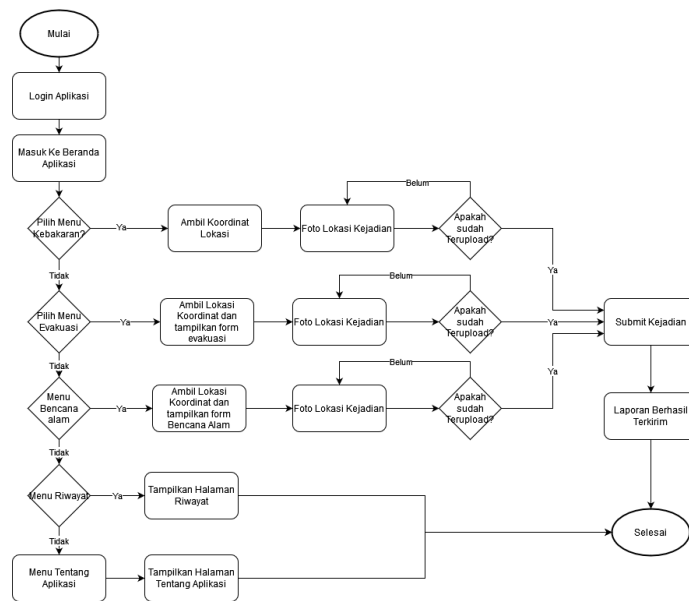 Mulai
Login Aplikasi
Masuk Ke Beranda
Aplikasi
Pilih Menu
Kebakaran?
Ya
Ambil Koordinat
Lokasi
Foto Lokasi Kejadian
Belum
Apakah
sudah
Terupload?
Ya
Tidak
Pilih Menu
Evakuasi
Ya
Ambil Lokasi
Koordinat dan
tampilkan form
evakuasi
Foto Lokasi Kejadian
Belum
Apakah
sudah
Terupload?
Ya
Submit Kejadian
Tidak
Menu
Bencana
alam
Ya
Ambil Lokasi
Koordinat dan
tampilkan form
Bencana Alam
Foto Lokasi Kejadian
Belum
Apakah
sudah
Terupload?
Ya
Laporan Berhasil
Terkirim
Tidak
Menu Riwayat
Ya
Tampilkan Halaman
Riwayat
Selesai
Tidak
Menu Tentang
Aplikasi
Tampilkan Halaman
Tentang Aplikasi